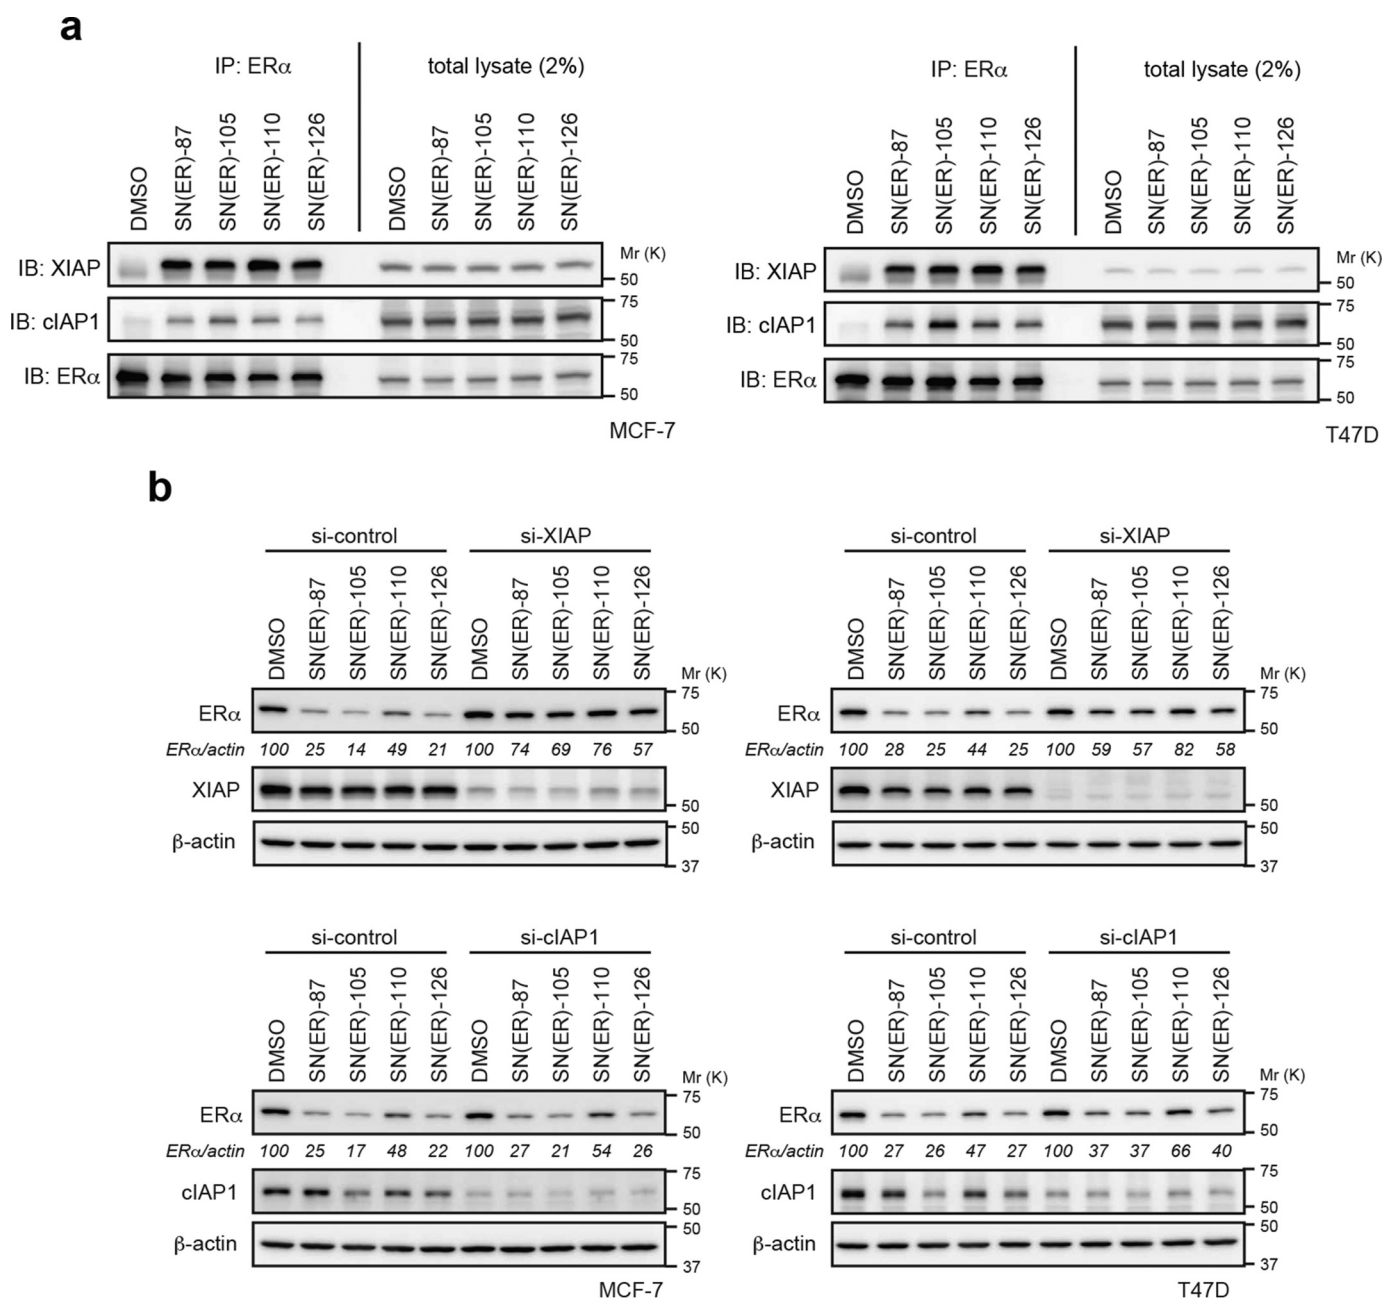 a
IP: ERα
total lysate (2%)
DMSO
SN(ER)-87
SN(ER)-105
SN(ER)-110
SN(ER)-126
DMSO
SN(ER)-87
SN(ER)-105
SN(ER)-110
SN(ER)-126
Mr (K)
IB: XIAP
50
75
IB: cIAP1
50
75
IB: ERα
50
MCF-7
IP: ERα
total lysate (2%)
DMSO
SN(ER)-87
SN(ER)-105
SN(ER)-110
SN(ER)-126
DMSO
SN(ER)-87
SN(ER)-105
SN(ER)-110
SN(ER)-126
Mr (K)
IB: XIAP
50
75
IB: cIAP1
50
75
IB: ERα
50
T47D
b
si-control
si-XIAP
DMSO
SN(ER)-87
SN(ER)-105
SN(ER)-110
SN(ER)-126
DMSO
SN(ER)-87
SN(ER)-105
SN(ER)-110
SN(ER)-126
Mr (K)
75
ERα
50
ERα/actin 100 25 14 49 21 100 74 69 76 57
XIAP
50
50
β-actin
37
si-control
si-XIAP
DMSO
SN(ER)-87
SN(ER)-105
SN(ER)-110
SN(ER)-126
DMSO
SN(ER)-87
SN(ER)-105
SN(ER)-110
SN(ER)-126
Mr (K)
75
ERα
50
ERα/actin 100 28 25 44 25 100 59 57 82 58
XIAP
50
50
β-actin
37
si-control
si-cIAP1
DMSO
SN(ER)-87
SN(ER)-105
SN(ER)-110
SN(ER)-126
DMSO
SN(ER)-87
SN(ER)-105
SN(ER)-110
SN(ER)-126
Mr (K)
75
ERα
50
ERα/actin 100 25 17 48 22 100 27 21 54 26
75
cIAP1
50
50
β-actin
37
MCF-7
si-control
si-cIAP1
DMSO
SN(ER)-87
SN(ER)-105
SN(ER)-110
SN(ER)-126
DMSO
SN(ER)-87
SN(ER)-105
SN(ER)-110
SN(ER)-126
Mr (K)
75
ERα
50
ERα/actin 100 27 26 47 27 100 37 37 66 40
75
cIAP1
50
50
β-actin
37
T47D